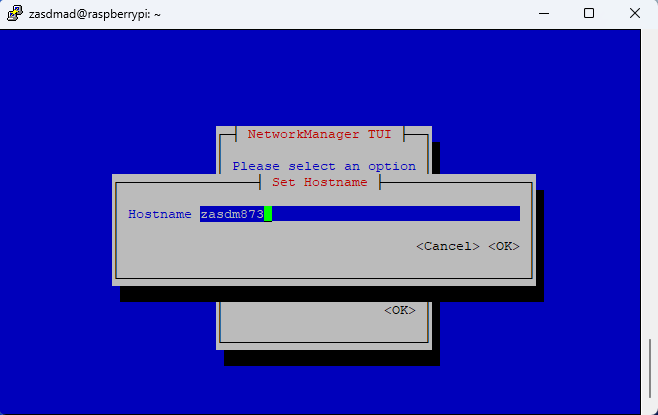 zasdmad@raspberrypi: ~
NetworkManager TUI
Please select an option
Set Hostname
Hostname zasdm873
<Cancel> <OK>
<OK>